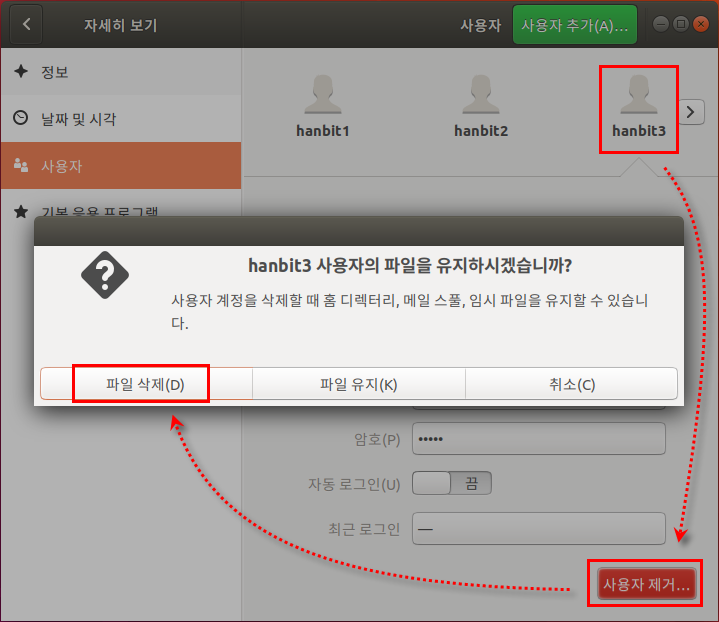 자세히 보기
사용자
사용자 추가(A)...
정보
날짜 및 시각
사용자
기본 응용 프로그램
hanbit1
hanbit2
hanbit3
hanbit3 사용자의 파일을 유지하시겠습니까?
사용자 계정을 삭제할 때 홈 디렉터리, 메일 스풀, 임시 파일을 유지할 수 있습니
다.
파일 삭제(D)
파일 유지(K)
취소(C)
암호(P)
•••••
자동 로그인(U)
끔
최근 로그인
—
사용자 제거...